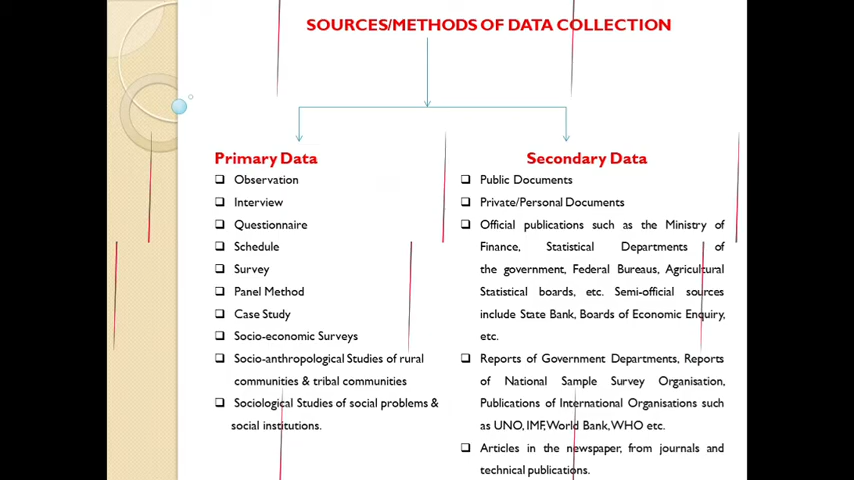 SOURCES/METHODS OF DATA COLLECTION
Primary Data
Observation
Interview
Questionnaire
Schedule
Survey
Panel Method
Case Study
Socio-economic Surveys
Socio-anthropological Studies of rural
communities & tribal communities
Sociological Studies of social problems &
social institutions.
Secondary Data
Public Documents
Private/Personal Documents
Official publications such as the Ministry of
Finance, Statistical Departments of
the government, Federal Bureaus, Agricultural
Statistical boards, etc. Semi-official sources
include State Bank, Boards of Economic Enquiry,
etc.
Reports of Government Departments, Reports
of National Sample Survey Organisation,
Publications of International Organisations such
as UNO, IMF, World Bank, WHO etc.
Articles in the newspaper, from journals and
technical publications.